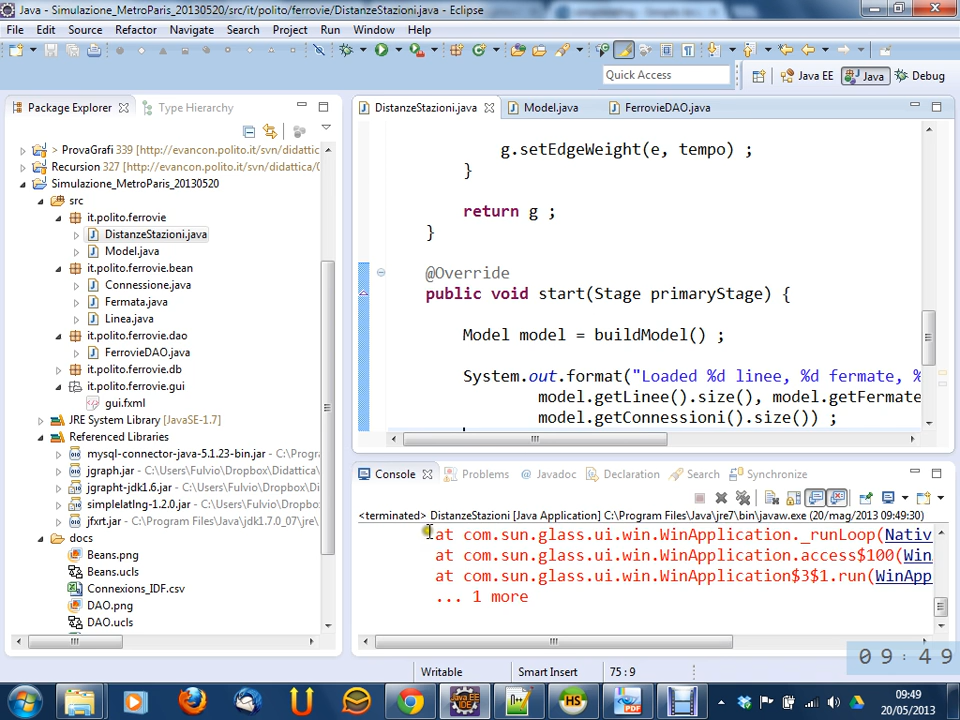 Java - Simulazione_MetroParis_20130520/src/it/polito/ferrovie/DistanzeStazioni.java - Eclipse
File Edit Source Refactor Navigate Search Project Run Window Help
Quick Access
Java EE
Java
Debug
Package Explorer
Type Hierarchy
DistanzeStazioni.java
Model.java
FerrovieDAO.java
> ProvaGrafi 339 [http://evancon.polito.it/svn/didattica
Recursion 327 [http://evancon.polito.it/svn/didattica/0
Simulazione_MetroParis_20130520
src
it.polito.ferrovie
DistanzeStazioni.java
Model.java
it.polito.ferrovie.bean
Connessione.java
Fermata.java
Linea.java
it.polito.ferrovie.dao
FerrovieDAO.java
it.polito.ferrovie.db
it.polito.ferrovie.gui
gui.fxml
JRE System Library [JavaSE-1.7]
Referenced Libraries
mysql-connector-java-5.1.23-bin.jar - C:\Prograr
jgraph.jar - C:\Users\Fulvio\Dropbox\Didattica
jgrapht-jdk1.6.jar - C:\Users\Fulvio\Dropbox\D
simplelatlng-1.2.0.jar - C:\Users\Fulvio\Dropbox
jfxrt.jar - C:\Program Files\Java\jdk1.7.0_07\jre\
docs
Beans.png
Beans.ucls
Connexions_IDF.csv
DAO.png
DAO.ucls
g.setEdgeWeight(e, tempo) ;
}
return g ;
}
@Override
public void start(Stage primaryStage) {
Model model = buildModel() ;
System.out.format("Loaded %d linee, %d fermate, %
model.getLinee().size(), model.getFermate
model.getConnessioni().size()) ;
Console
Problems
@ Javadoc
Declaration
Search
Synchronize
<terminated> DistanzeStazioni [Java Application] C:\Program Files\Java\jre7\bin\javaw.exe (20/mag/2013 09:49:30)
at com.sun.glass.ui.win.WinApplication._runLoop(Nativ
at com.sun.glass.ui.win.WinApplication.access$100(Win
at com.sun.glass.ui.win.WinApplication$3$1.run(WinApp
... 1 more
09:49
Writable
Smart Insert
75 : 9
09:49
20/05/2013